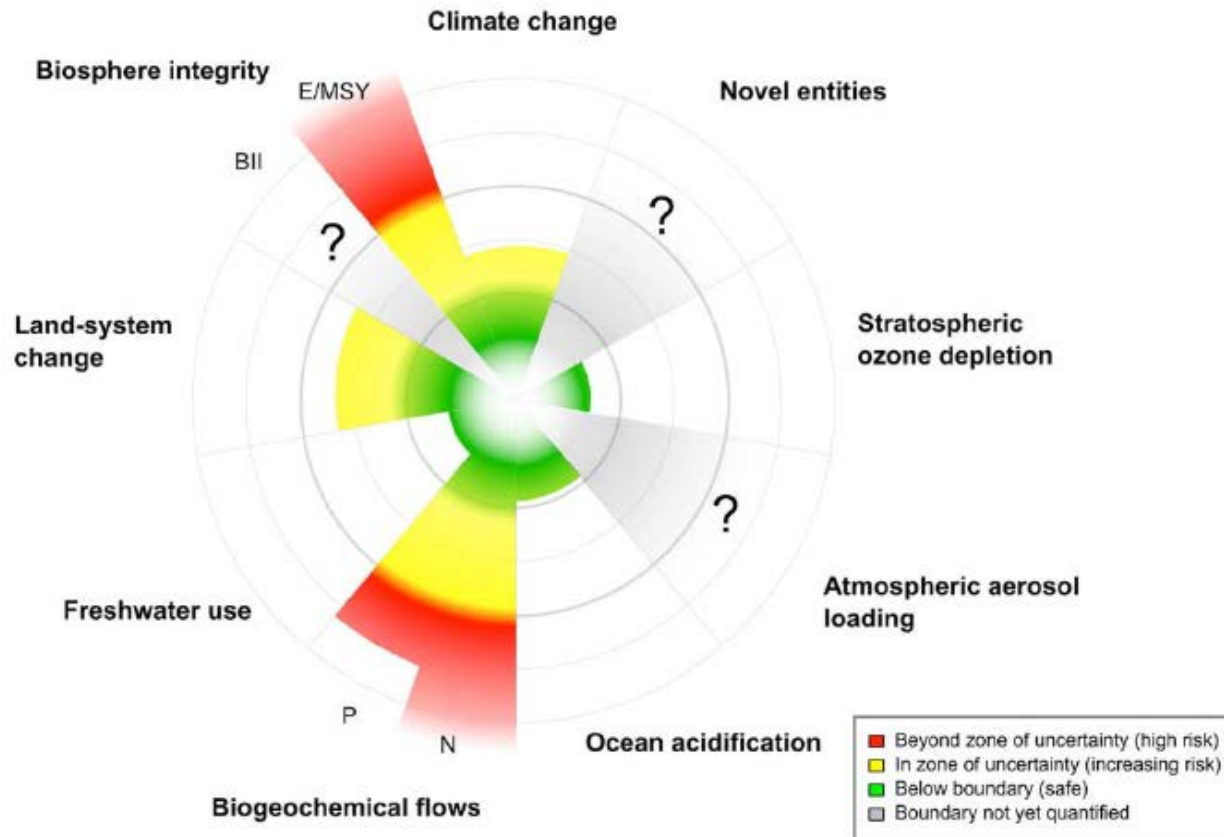 Climate change
Biosphere integrity
E/MSY
Novel entities
BII
?
?
Land-system
change
Stratospheric
ozone depletion
?
Atmospheric aerosol
loading
Freshwater use
P
N
Ocean acidification
Biogeochemical flows
Beyond zone of uncertainty (high risk)
In zone of uncertainty (increasing risk)
Below boundary (safe)
Boundary not yet quantified